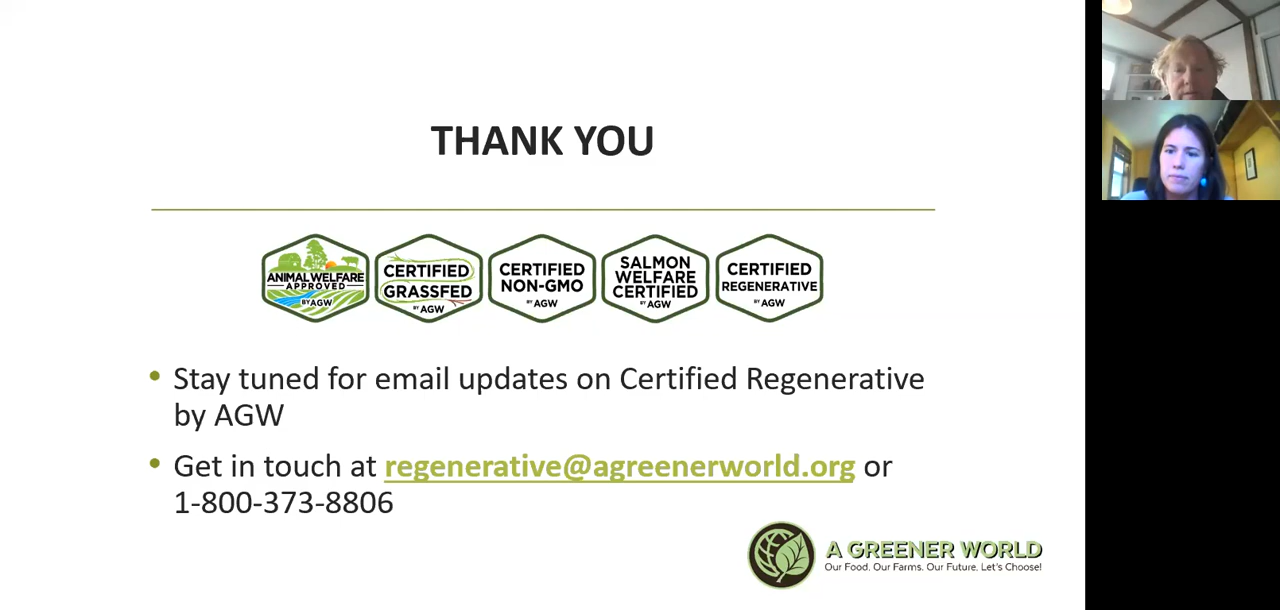 THANK YOU
ANIMAL WELFARE
APPROVED
BY AGW
CERTIFIED
GRASSFED
BY AGW
CERTIFIED
NON-GMO
BY AGW
SALMON
WELFARE
CERTIFIED
BY AGW
CERTIFIED
REGENERATIVE
BY AGW
• Stay tuned for email updates on Certified Regenerative
by AGW
• Get in touch at regenerative@agreenerworld.org or
1-800-373-8806
A GREENER WORLD
Our Food. Our Farms. Our Future. Let's Choose!